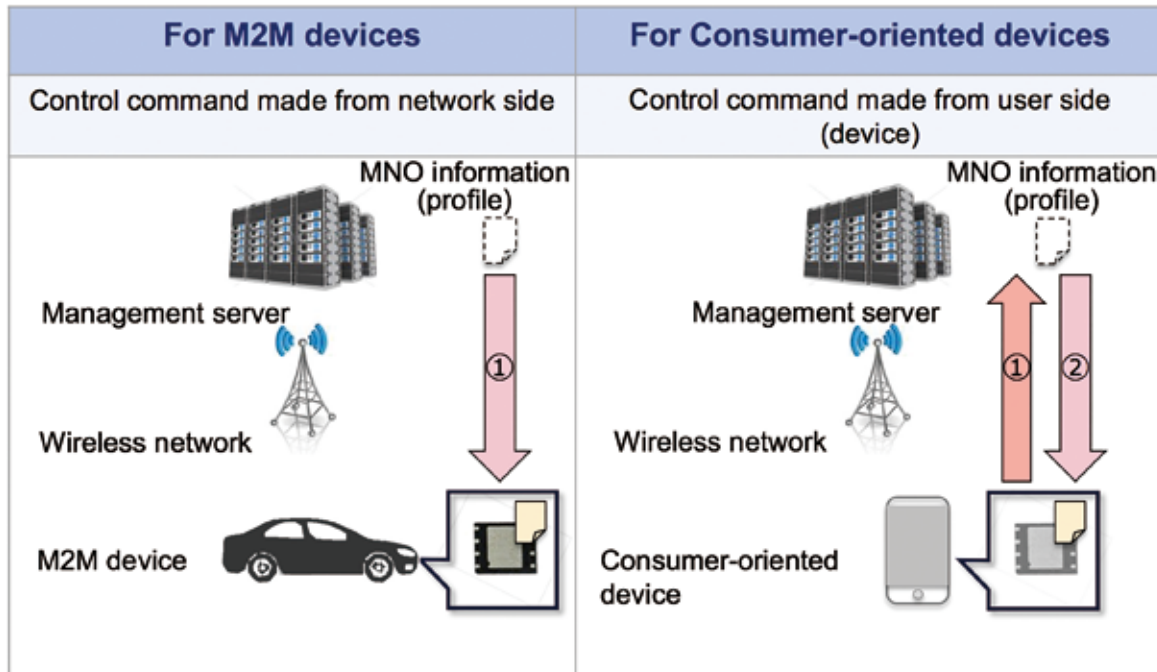 For M2M devices
For Consumer-oriented devices
Control command made from network side
Control command made from user side
(device)
MNO information
(profile)
Management server
①
Wireless network
M2M device
MNO information
(profile)
Management server
①
②
Wireless network
Consumer-oriented
device